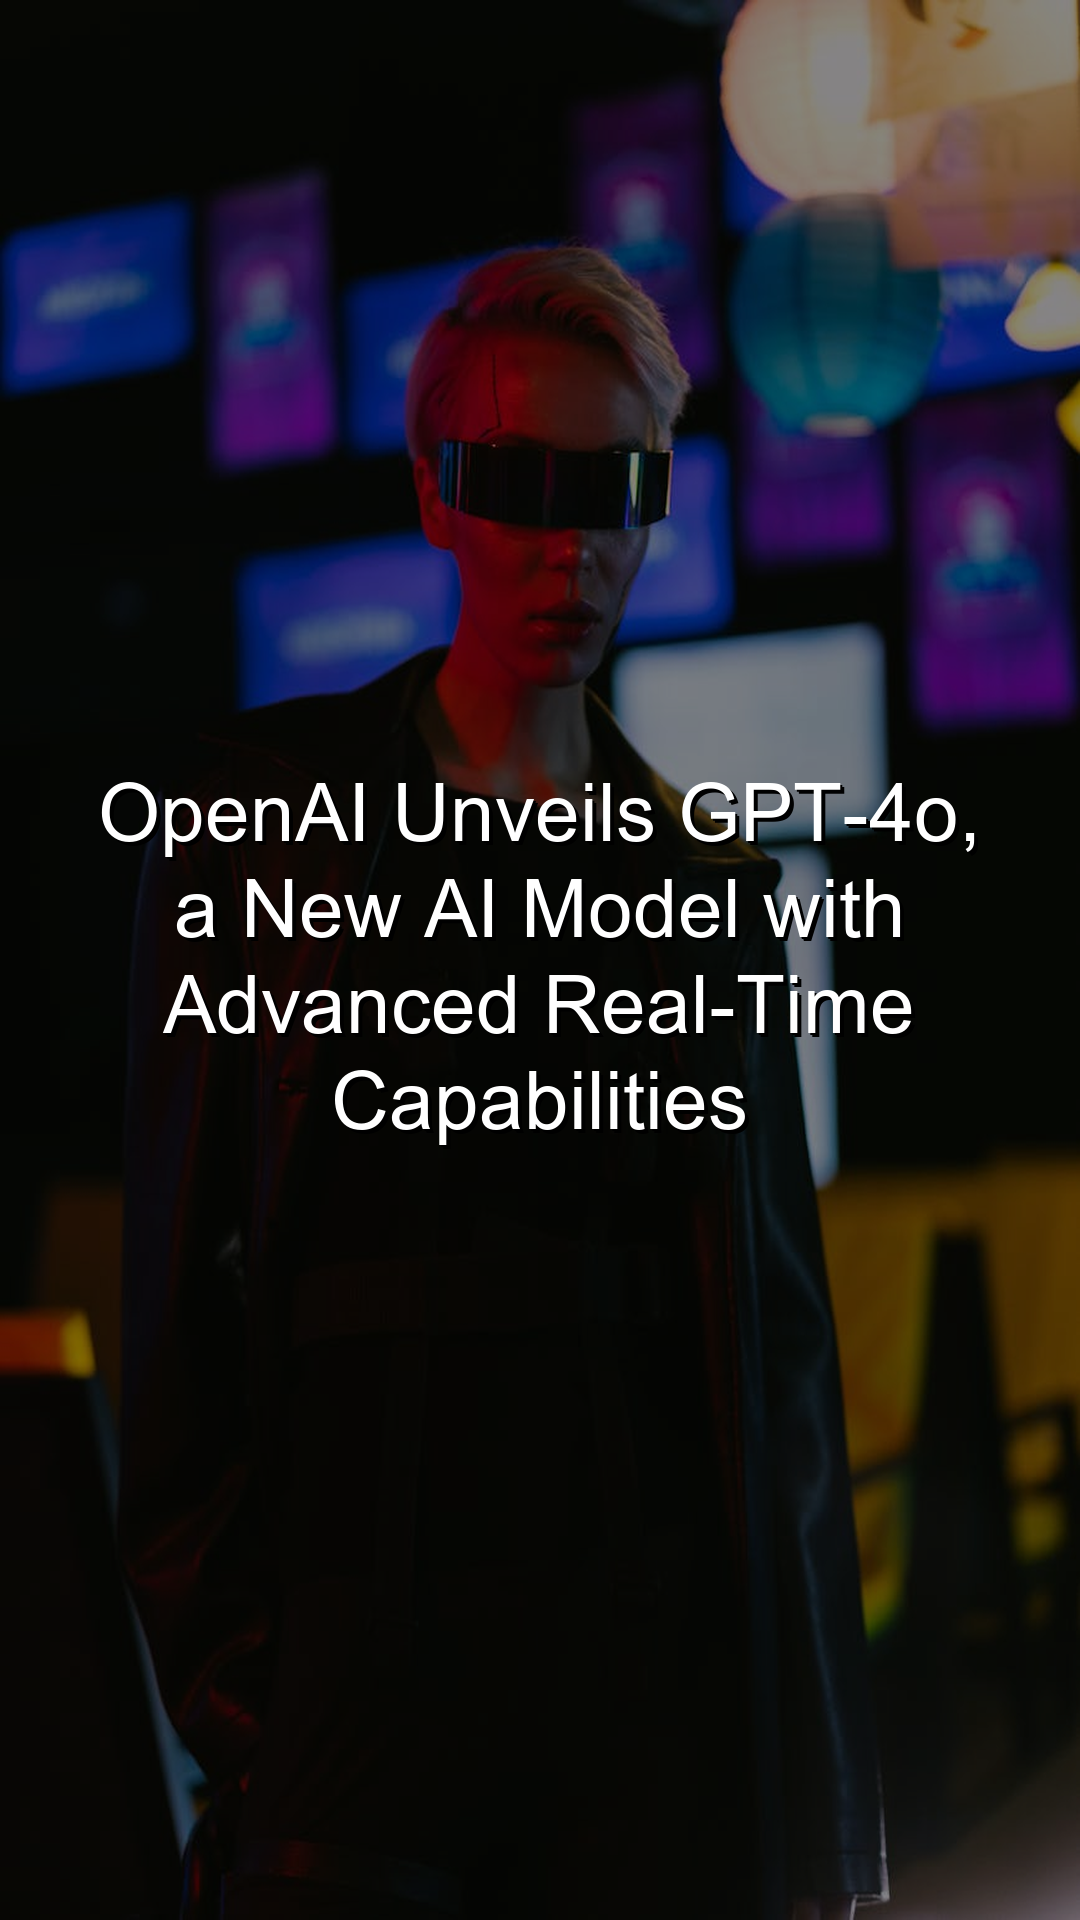 OpenAI Unveils GPT-4o,
a New AI Model with
Advanced Real-Time
Capabilities